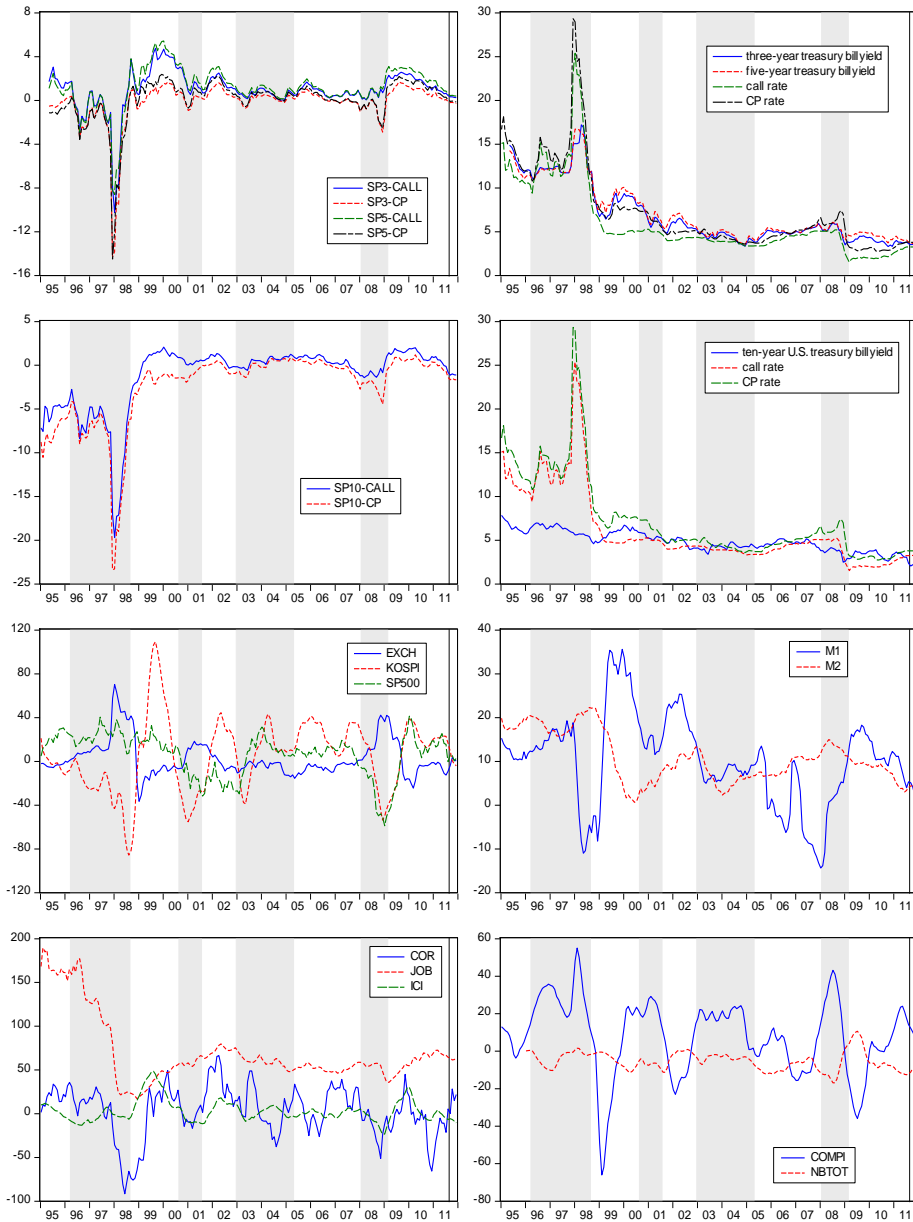 8
4
0
-4
-8
-12
-16
SP3-CALL
SP3-CP
SP5-CALL
SP5-CP
95 96 97 98 99 00 01 02 03 04 05 06 07 08 09 10 11
30
25
20
15
10
5
0
three-year treasury bill yield
five-year treasury bill yield
call rate
CP rate
95 96 97 98 99 00 01 02 03 04 05 06 07 08 09 10 11
5
0
-5
-10
-15
-20
-25
SP10-CALL
SP10-CP
95 96 97 98 99 00 01 02 03 04 05 06 07 08 09 10 11
30
25
20
15
10
5
0
ten-year U.S. treasury bill yield
call rate
CP rate
95 96 97 98 99 00 01 02 03 04 05 06 07 08 09 10 11
120
80
40
0
-40
-80
-120
EXCH
KOSPI
SP500
95 96 97 98 99 00 01 02 03 04 05 06 07 08 09 10 11
40
30
20
10
0
-10
-20
M1
M2
95 96 97 98 99 00 01 02 03 04 05 06 07 08 09 10 11
200
150
100
50
0
-50
-100
COR
JOB
ICI
95 96 97 98 99 00 01 02 03 04 05 06 07 08 09 10 11
60
40
20
0
-20
-40
-60
-80
COMPI
NBTOT
95 96 97 98 99 00 01 02 03 04 05 06 07 08 09 10 11